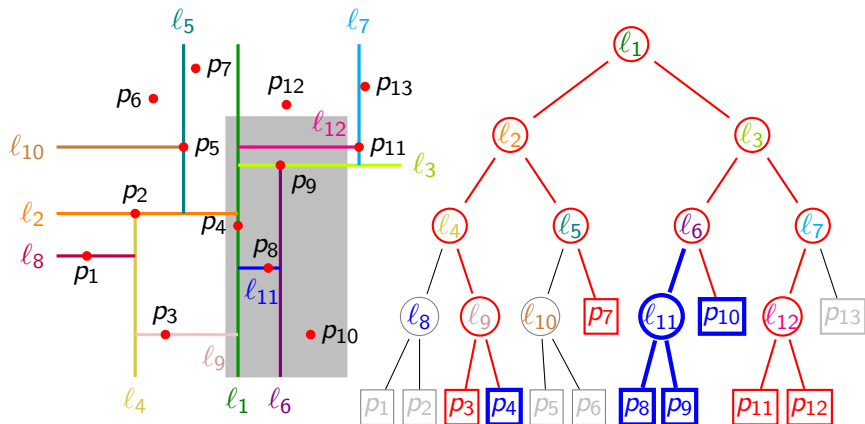 ℓ5 ℓ7
p7
p6 p12 p13
ℓ12
ℓ10 p5 p11
ℓ3
p9
p2
ℓ2 p4
ℓ8 p8
p1 ℓ11
p3 p10
ℓ9
ℓ4 ℓ1 ℓ6
ℓ1
ℓ2 ℓ3
ℓ4 ℓ5 ℓ6 ℓ7
ℓ8 ℓ9 ℓ10 p7 ℓ11 p10 ℓ12 p13
p1 p2 p3 p4 p5 p6 p8 p9 p11 p12